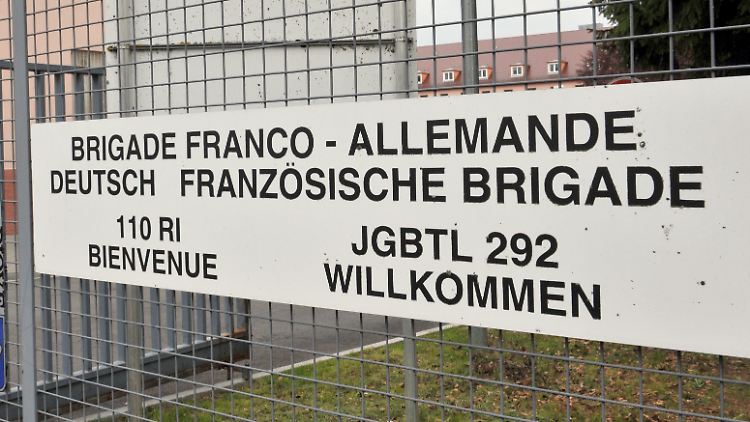 BRIGADE FRANCO - ALLEMANDE
DEUTSCH FRANZÖSISCHE BRIGADE
110 RI
BIENVENUE
JGBTL 292
WILLKOMMEN